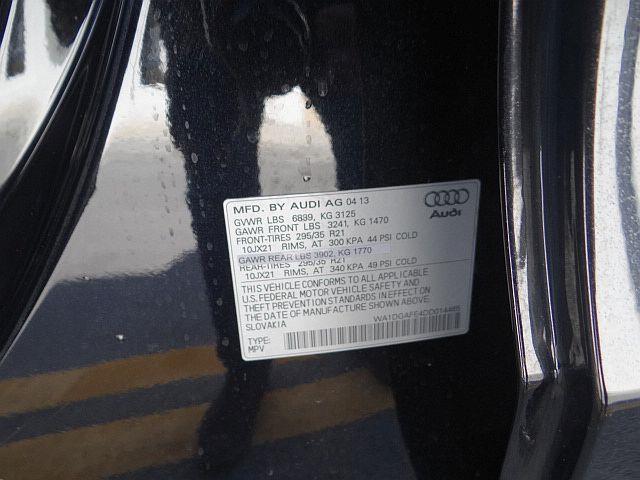 MFD. BY AUDI AG 04 13
GVWR LBS 6889, KG 3125
GAWR FRONT LBS 3241, KG 1470
FRONT-TIRES 295/35 R21
10JX21 RIMS, AT 300 KPA 44 PSI COLD
GAWR REAR LBS 3902, KG 1770
REAR-TIRES 295/35 R21
10JX21 RIMS, AT 340 KPA 49 PSI COLD
THIS VEHICLE CONFORMS TO ALL APPLICABLE
U.S. FEDERAL MOTOR VEHICLE SAFETY AND
THEFT PREVENTION STANDARDS IN EFFECT ON
THE DATE OF MANUFACTURE SHOWN ABOVE.
SLOVAKIA
WA1DGAFE4DD014465
TYPE:
MPV
Audi